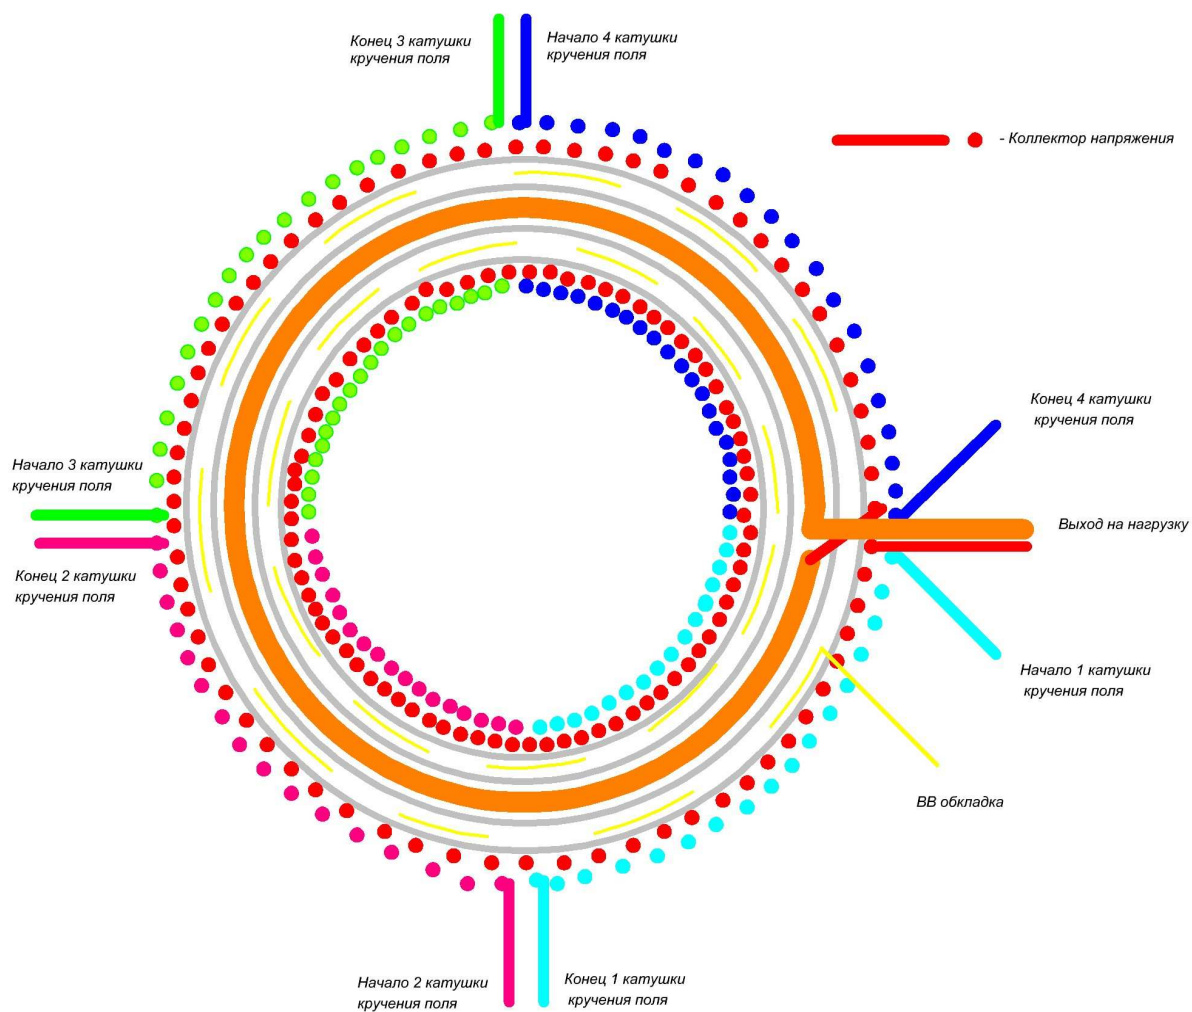 Конец 3 катушки
кручения поля
Начало 4 катушки
кручения поля
- Коллектор напряжения
Конец 4 катушки
кручения поля
Начало 3 катушки
кручения поля
Выход на нагрузку
Конец 2 катушки
кручения поля
Начало 1 катушки
кручения поля
ВВ обкладка
Начало 2 катушки
кручения поля
Конец 1 катушки
кручения поля